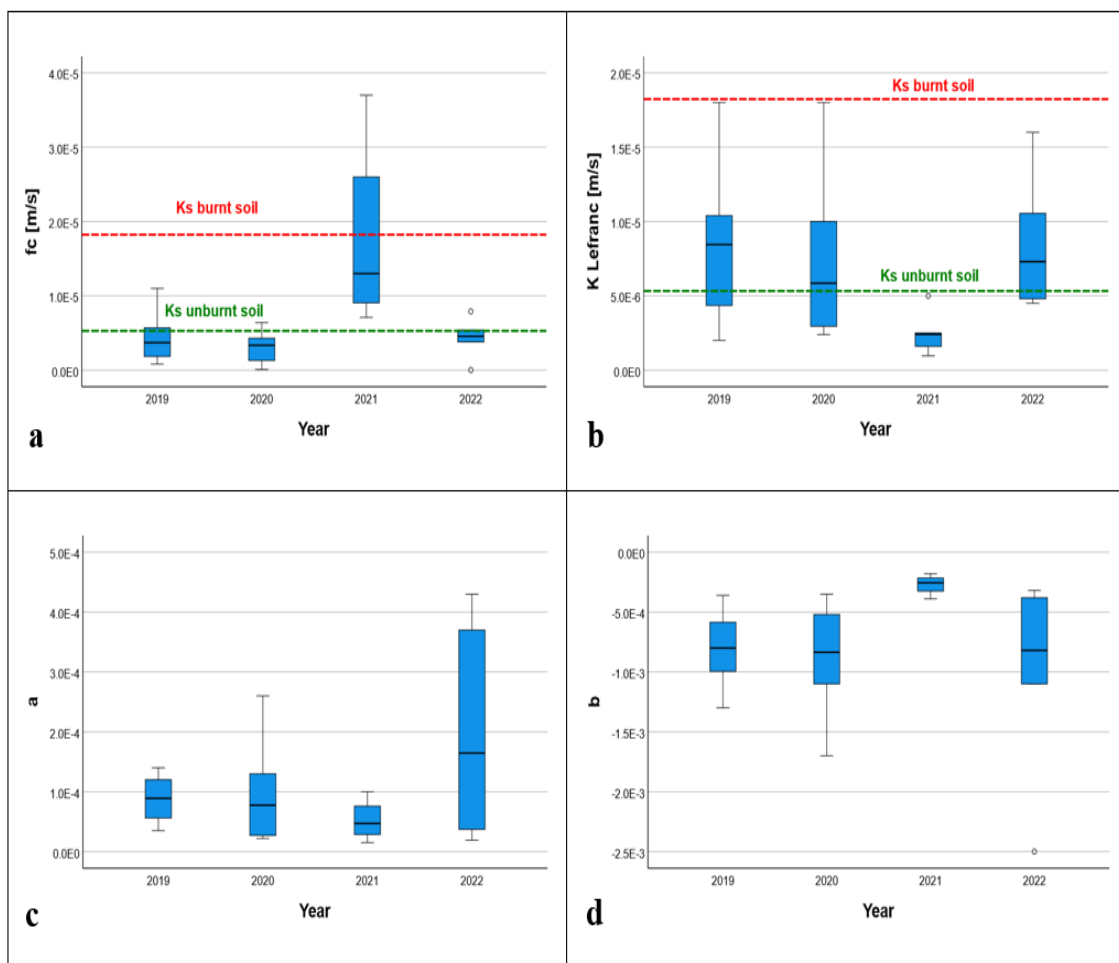 4.0E-5
3.0E-5
2.0E-5
1.0E-5
0.0E0
fc [m/s]
Ks burnt soil
Ks unburnt soil
2019 2020 2021 2022
Year
a
2.0E-5
1.5E-5
1.0E-5
5.0E-6
0.0E0
K Lefranc [m/s]
Ks burnt soil
Ks unburnt soil
2019 2020 2021 2022
Year
b
5.0E-4
4.0E-4
3.0E-4
2.0E-4
1.0E-4
0.0E0
a
2019 2020 2021 2022
Year
c
0.0E0
-5.0E-4
-1.0E-3
-1.5E-3
-2.0E-3
-2.5E-3
b
2019 2020 2021 2022
Year
d